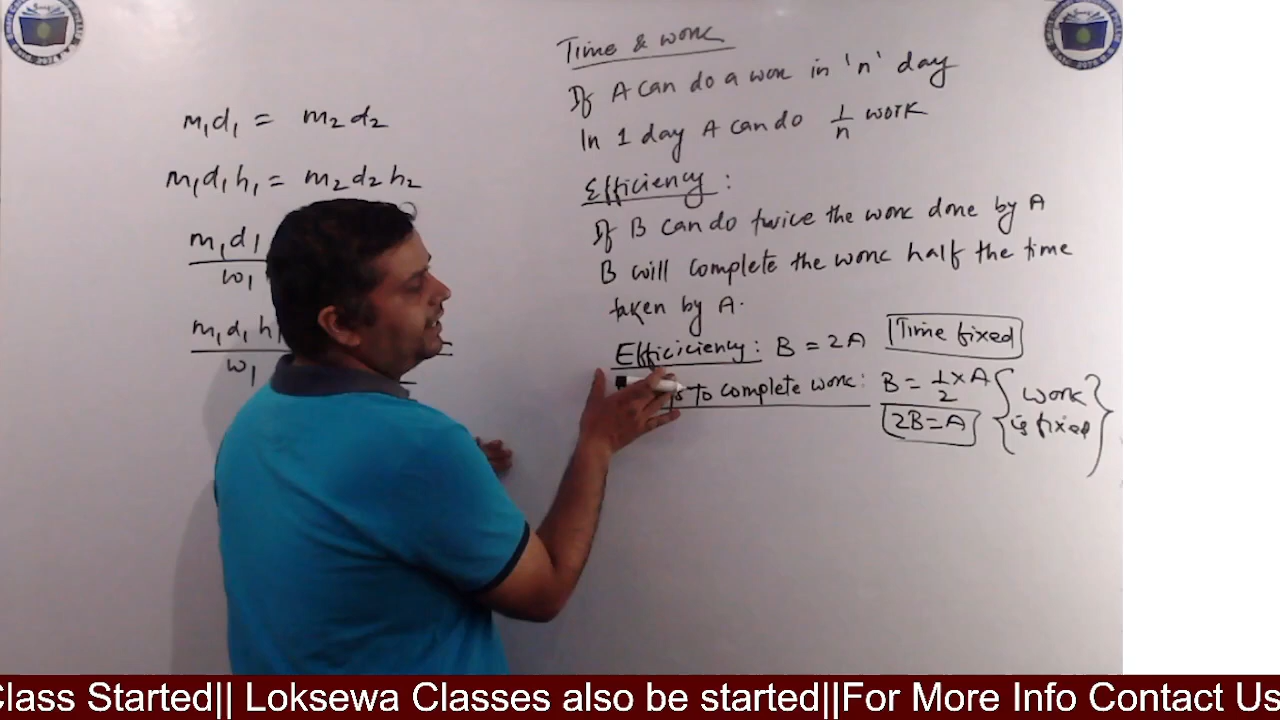 m₁d₁ = m₂d₂
m₁d₁h₁ = m₂d₂h₂
m₁d₁
w₁
m₁d₁h₁
w₁
Time & work
If A can do a work in 'n' day
In 1 day A can do 1/n work
Efficiency:
If B can do twice the work done by A
B will complete the work half the time
taken by A.
Efficiciency: B = 2A Time fixed
to complete work: B = 1/2 × A { work
2B = A is fixed }
Class Started|| Loksewa Classes also be started||For More Info Contact Us